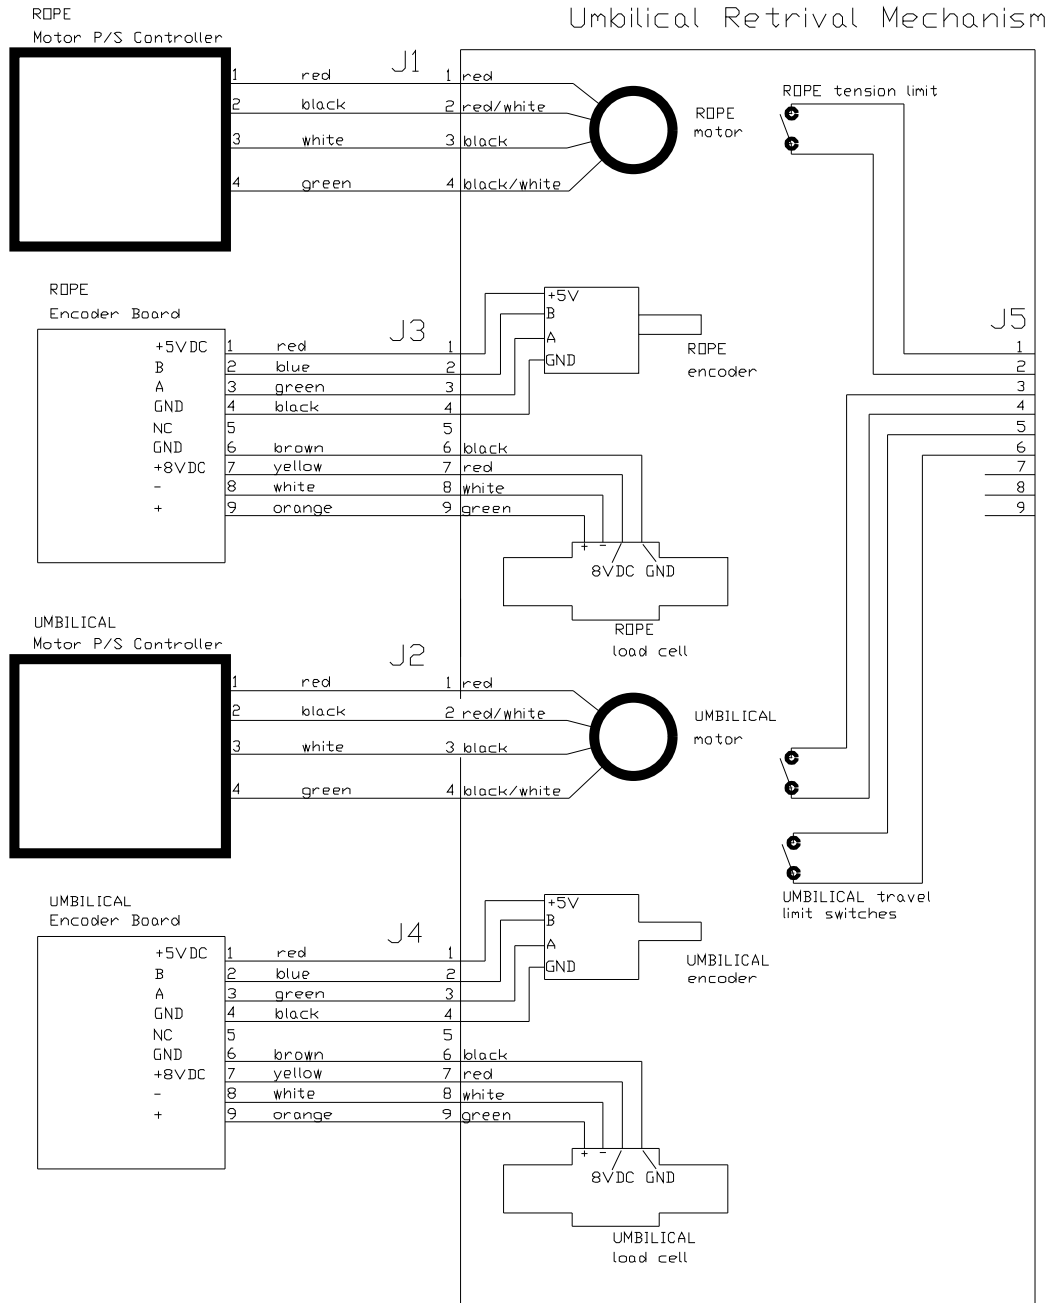 Umbilical Retrival Mechanism
ROPE
Motor P/S Controller
J1
1 red 1 red
2 black 2 red/white
3 white 3 black
4 green 4 black/white
ROPE
motor
ROPE tension limit
ROPE
Encoder Board
J3
+5VDC 1 red 1
B 2 blue 2
A 3 green 3
GND 4 black 4
NC 5 5
GND 6 brown 6 black
+8VDC 7 yellow 7 red
- 8 white 8 white
+ 9 orange 9 green
+5V
B
A
GND
ROPE
encoder
J5
1
2
3
4
5
6
7
8
9
+ -
8VDC GND
ROPE
load cell
UMBILICAL
Motor P/S Controller
J2
1 red 1 red
2 black 2 red/white
3 white 3 black
4 green 4 black/white
UMBILICAL
motor
UMBILICAL travel
limit switches
UMBILICAL
Encoder Board
J4
+5VDC 1 red 1
B 2 blue 2
A 3 green 3
GND 4 black 4
NC 5 5
GND 6 brown 6 black
+8VDC 7 yellow 7 red
- 8 white 8 white
+ 9 orange 9 green
+5V
B
A
GND
UMBILICAL
encoder
+ -
8VDC GND
UMBILICAL
load cell